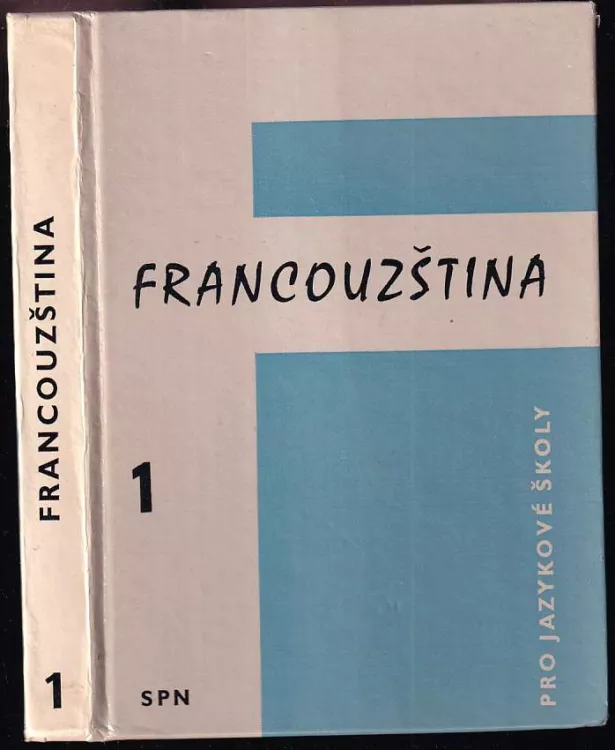 FRANCOUZŠTINA
1
FRANCOUZŠTINA
1
SPN
PRO JAZYKOVÉ ŠKOLY